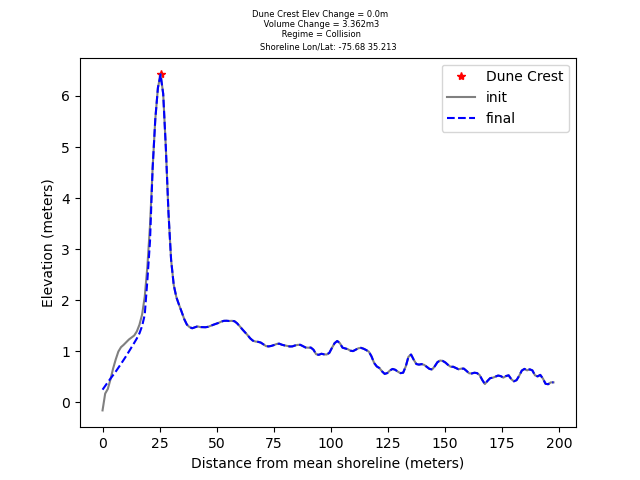 Dune Crest Elev Change = 0.0m
Volume Change = 3.362m3
Regime = Collision
Shoreline Lon/Lat: -75.68 35.213
Dune Crest
init
final
6
5
4
3
2
1
0
Elevation (meters)
0 25 50 75 100 125 150 175 200
Distance from mean shoreline (meters)